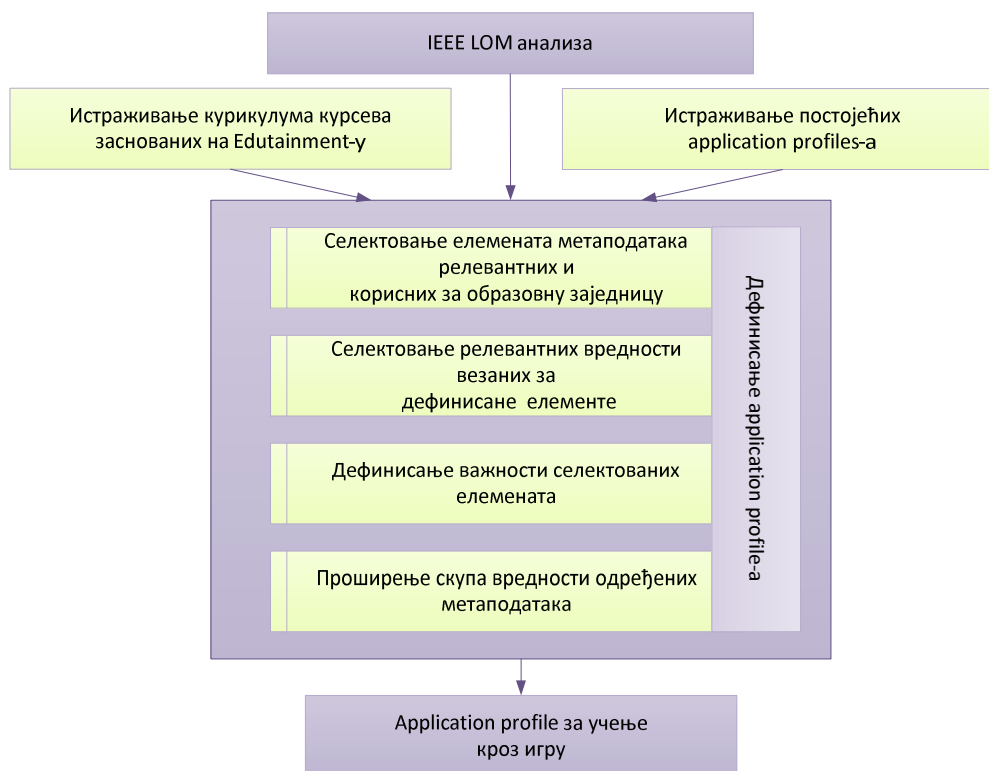 IEEE LOM анализа
Истраживање курикулума курсева
заснованих на Edutainment-у
Истраживање постојећих
application profiles-а
Селектовање елемената метаподатака
релевантних и
корисних за образовну заједницу
Селектовање релевантних вредности
везаних за
дефинисане елементе
Дефинисање важности селектованих
елемената
Проширење скупа вредности одређених
метаподатака
Дефинисање application profile-а
Application profile за учење
кроз игру